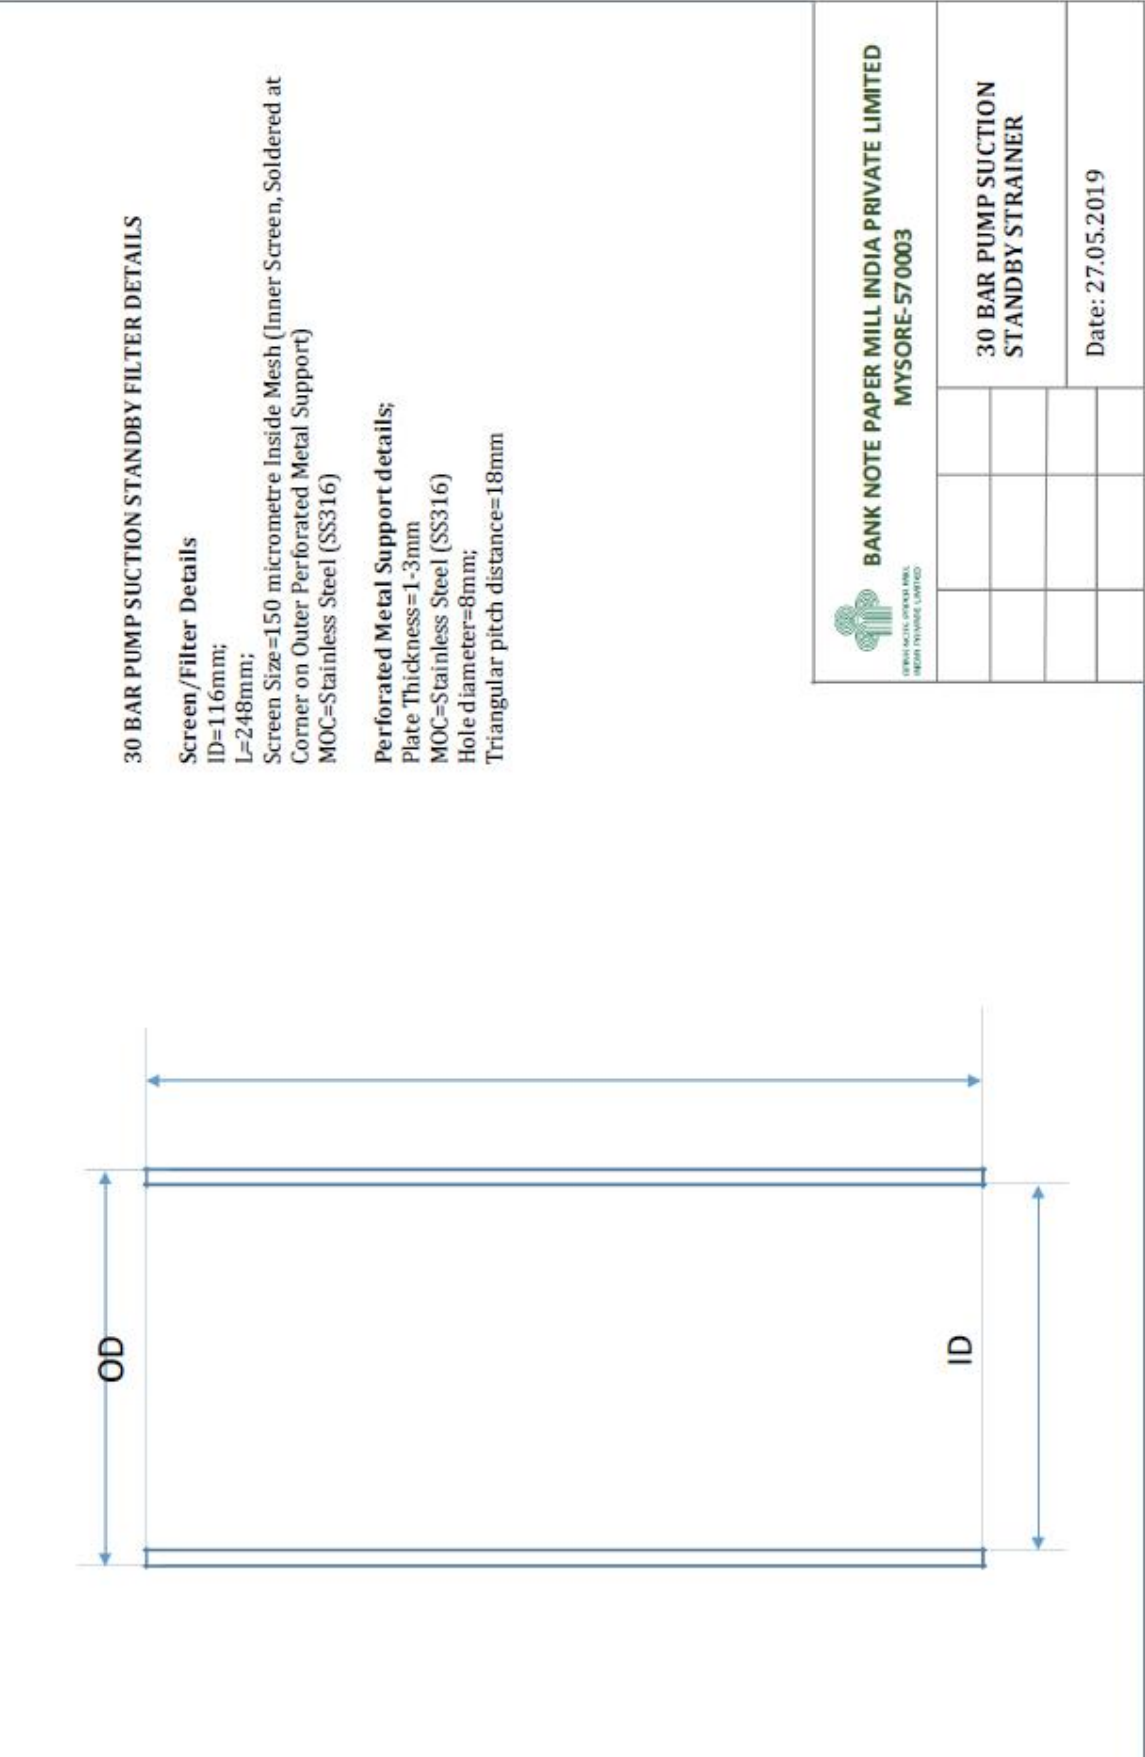 30 BAR PUMP SUCTION STANDBY FILTER DETAILS
Screen/Filter Details
ID=116mm;
L=248mm;
Screen Size=150 micrometre Inside Mesh (Inner Screen, Soldered at
Corner on Outer Perforated Metal Support)
MOC=Stainless Steel (SS316)
Perforated Metal Support details;
Plate Thickness=1-3mm
MOC=Stainless Steel (SS316)
Hole diameter=8mm;
Triangular pitch distance=18mm
OD
ID
BANK NOTE PAPER MILL INDIA PRIVATE LIMITED
MYSORE-570003
30 BAR PUMP SUCTION
STANDBY STRAINER
Date: 27.05.2019